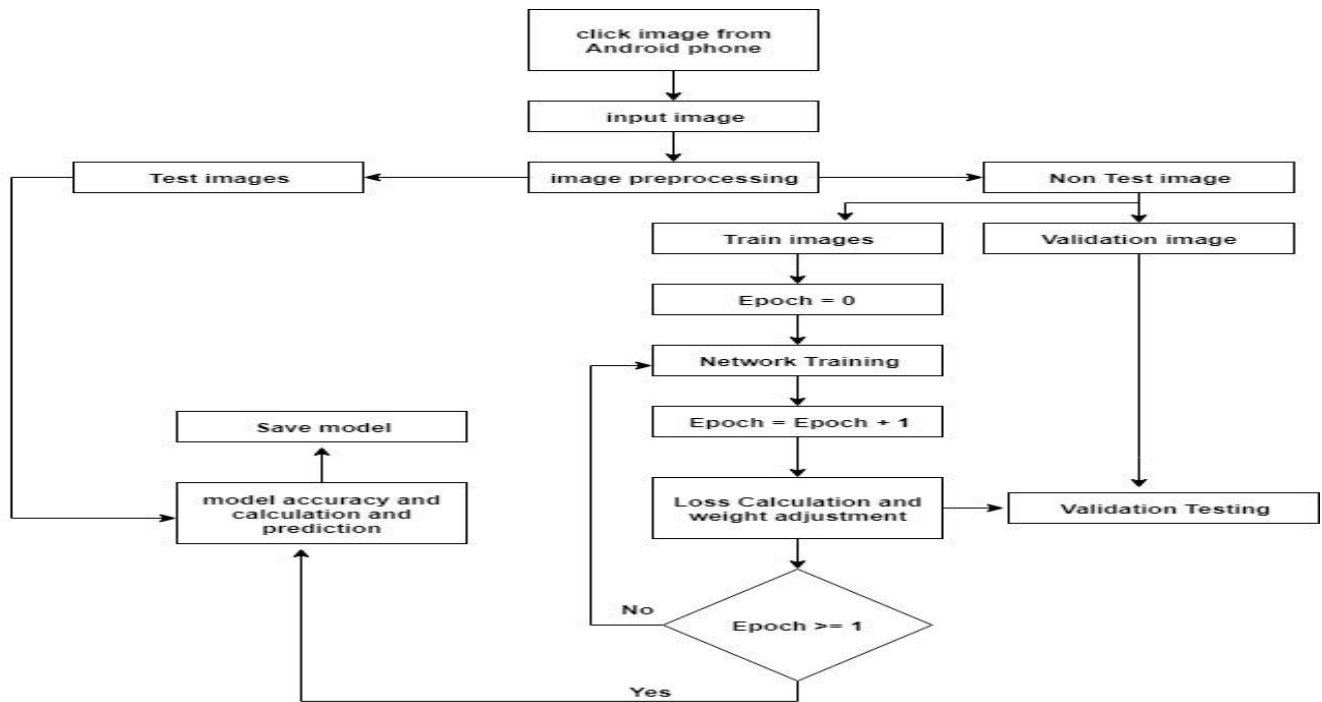 click image from
Android phone
input image
Test images
image preprocessing
Non Test image
Train images
Validation image
Epoch = 0
Network Training
Epoch = Epoch + 1
Save model
model accuracy and
calculation and
prediction
Loss Calculation and
weight adjustment
Validation Testing
No
Epoch >= 1
Yes